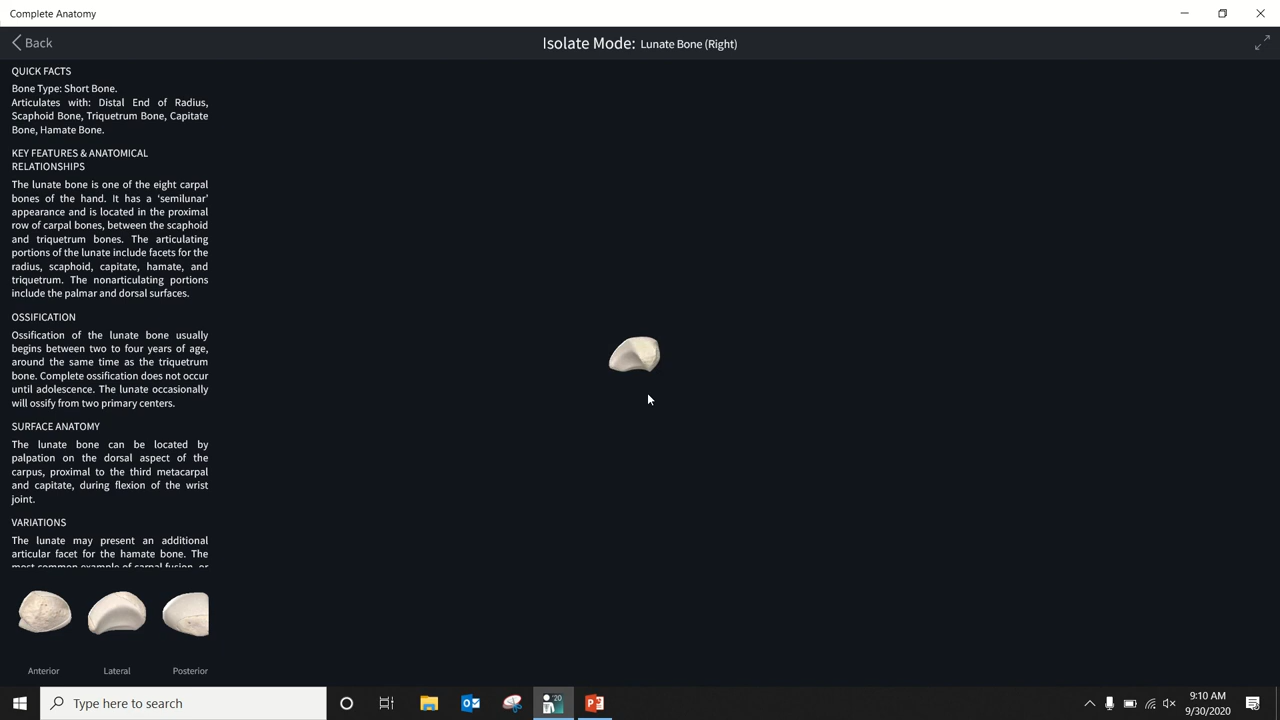 Complete Anatomy
Back
Isolate Mode: Lunate Bone (Right)
QUICK FACTS
Bone Type: Short Bone.
Articulates with: Distal End of Radius,
Scaphoid Bone, Triquetrum Bone, Capitate
Bone, Hamate Bone.
KEY FEATURES & ANATOMICAL
RELATIONSHIPS
The lunate bone is one of the eight carpal
bones of the hand. It has a ‘semilunar’
appearance and is located in the proximal
row of carpal bones, between the scaphoid
and triquetrum bones. The articulating
portions of the lunate include facets for the
radius, scaphoid, capitate, hamate, and
triquetrum. The nonarticulating portions
include the palmar and dorsal surfaces.
OSSIFICATION
Ossification of the lunate bone usually
begins between two to four years of age,
around the same time as the triquetrum
bone. Complete ossification does not occur
until adolescence. The lunate occasionally
will ossify from two primary centers.
SURFACE ANATOMY
The lunate bone can be located by
palpation on the dorsal aspect of the
carpus, proximal to the third metacarpal
and capitate, during flexion of the wrist
joint.
VARIATIONS
The lunate may present an additional
articular facet for the hamate bone. The
most common example of carpal fusion, or
Anterior
Lateral
Posterior
Type here to search
'20
9:10 AM
9/30/2020